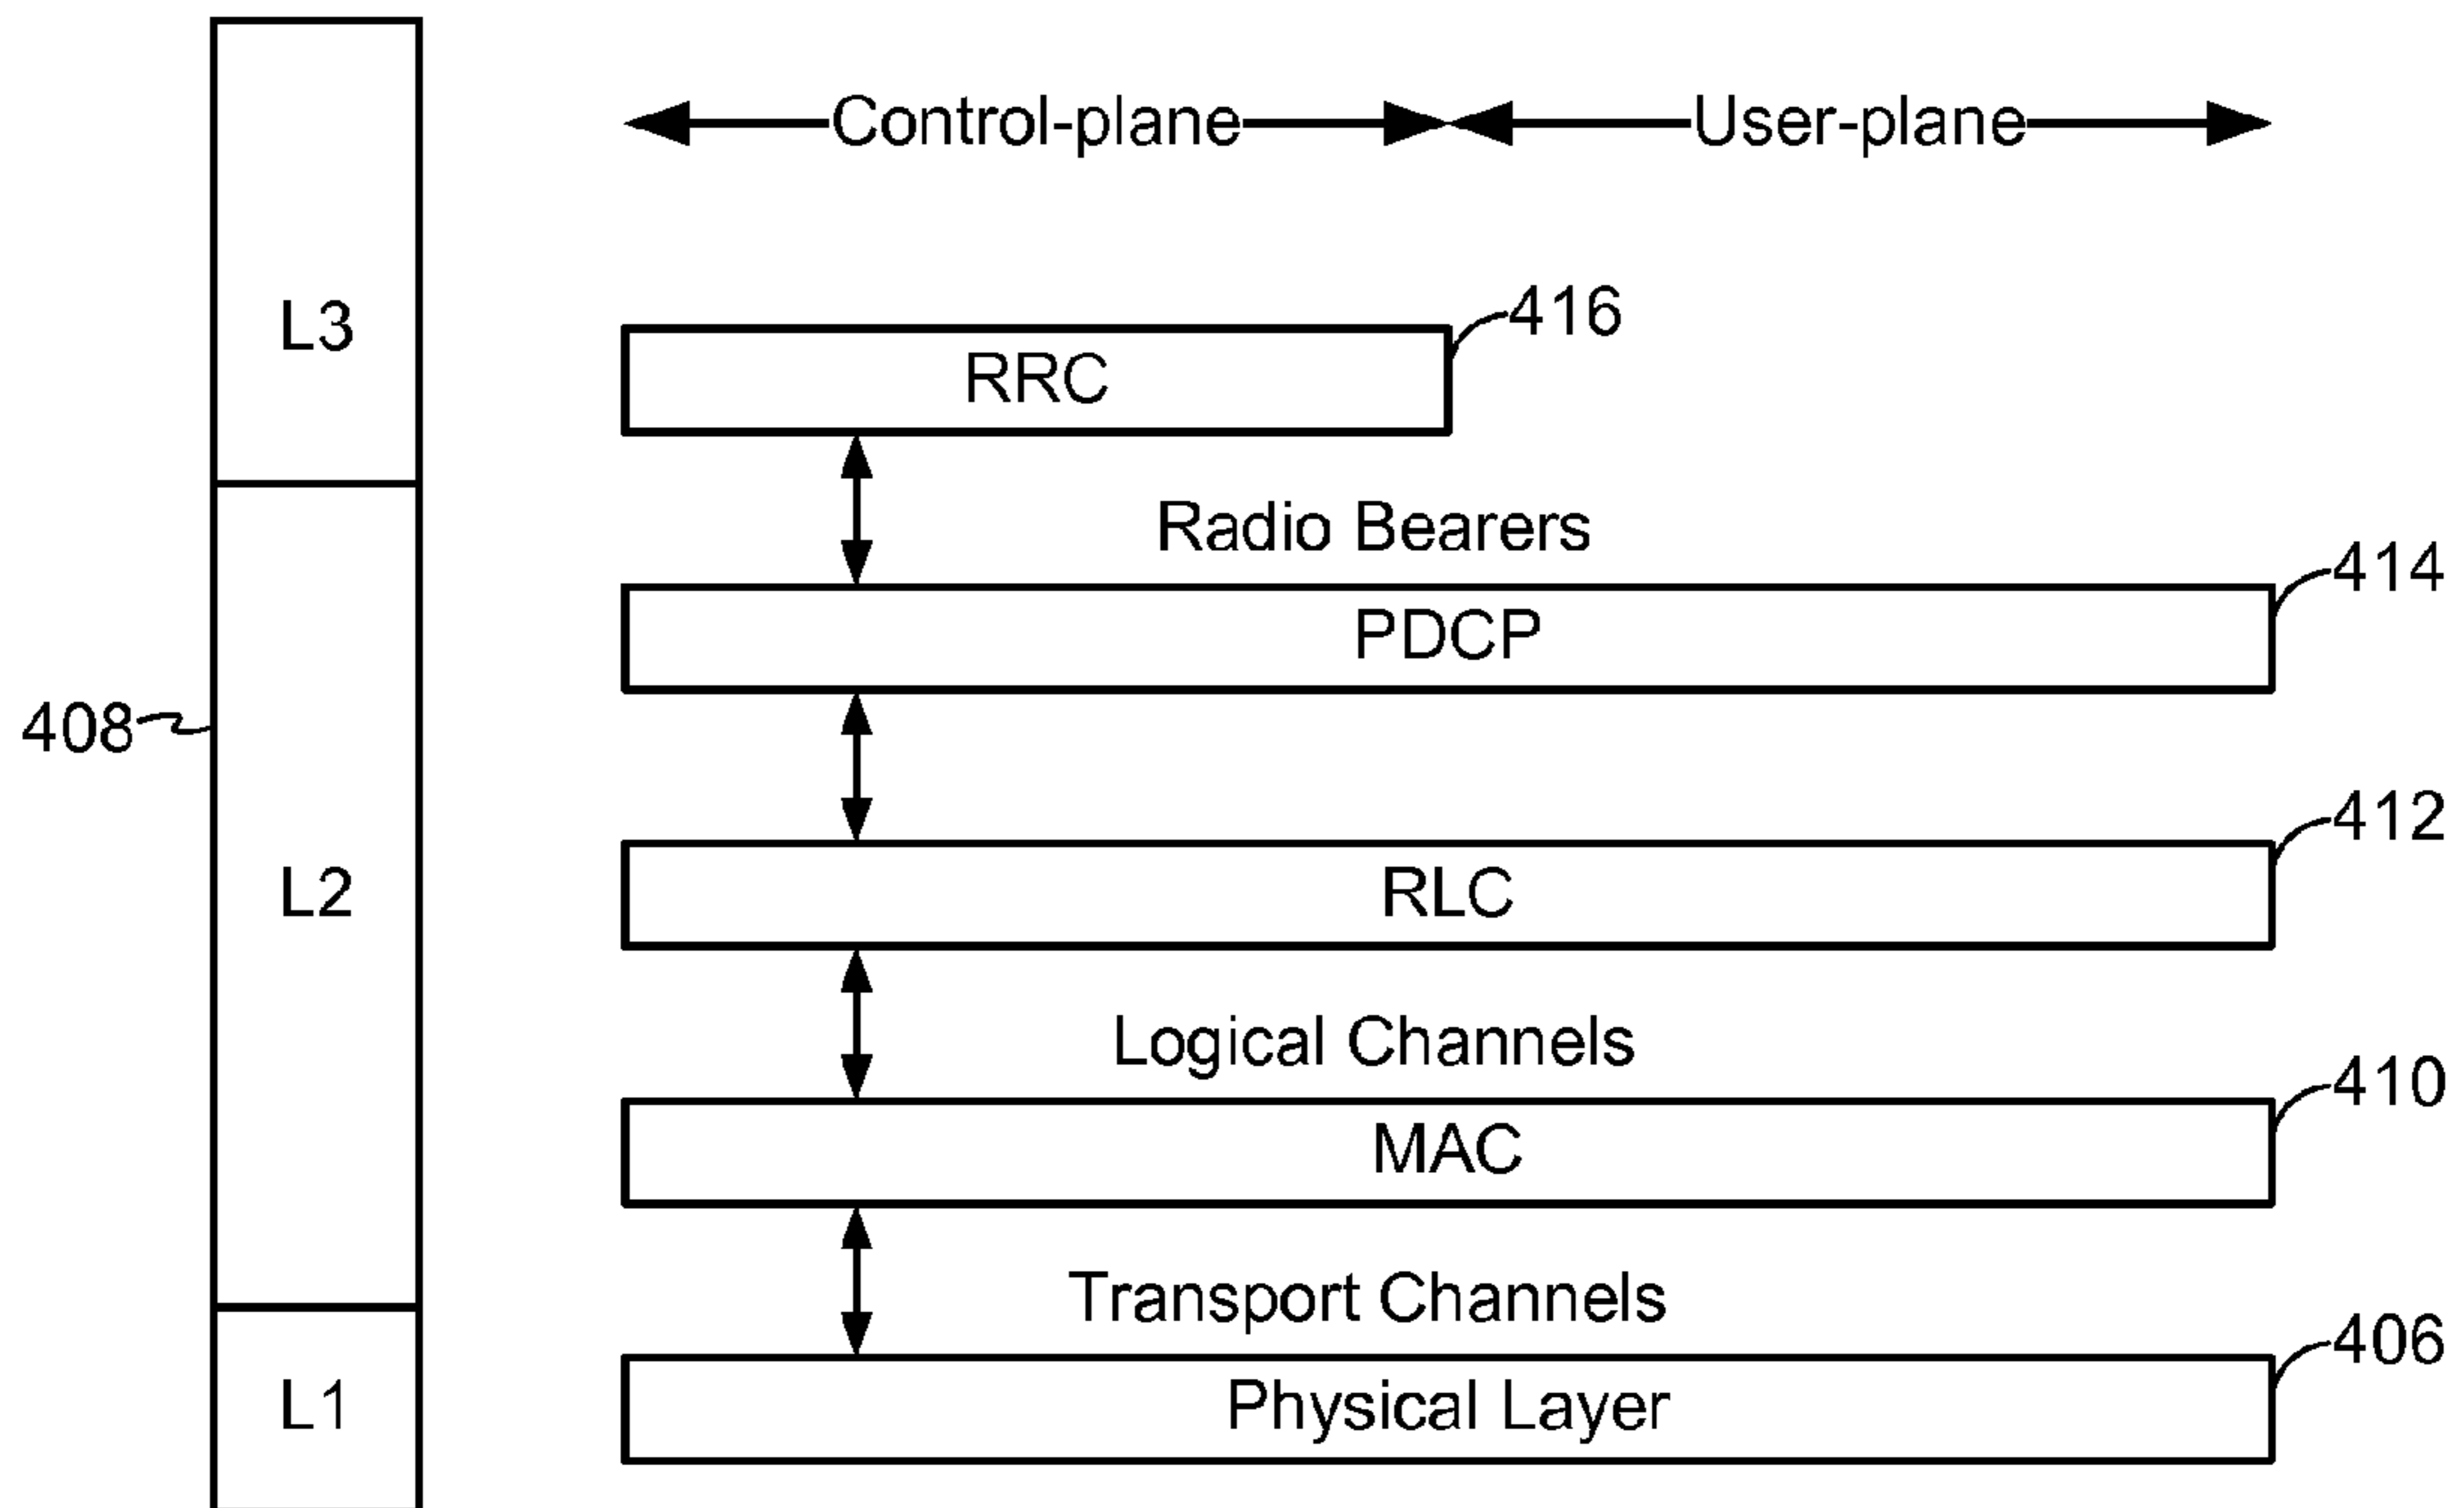 Control-plane User-plane
416
L3
RRC
Radio Bearers
414
PDCP
408
412
L2
RLC
Logical Channels
410
MAC
Transport Channels
406
L1
Physical Layer